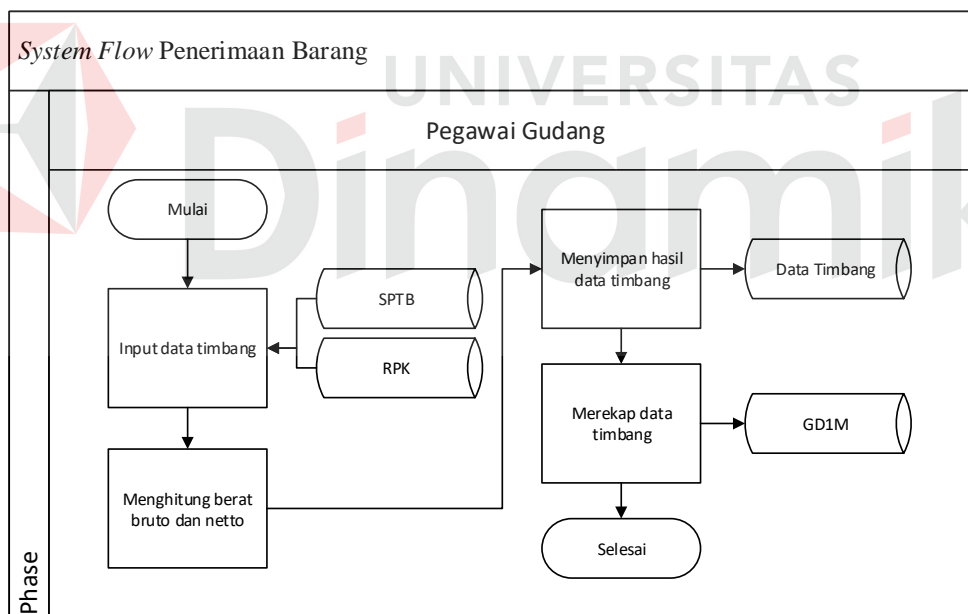 System Flow Penerimaan Barang
UNIVERSITAS
Dinamik
Pegawai Gudang
Phase
Mulai
Input data timbang
SPTB
RPK
Menghitung berat
bruto dan netto
Menyimpan hasil
data timbang
Data Timbang
Merekap data
timbang
GD1M
Selesai